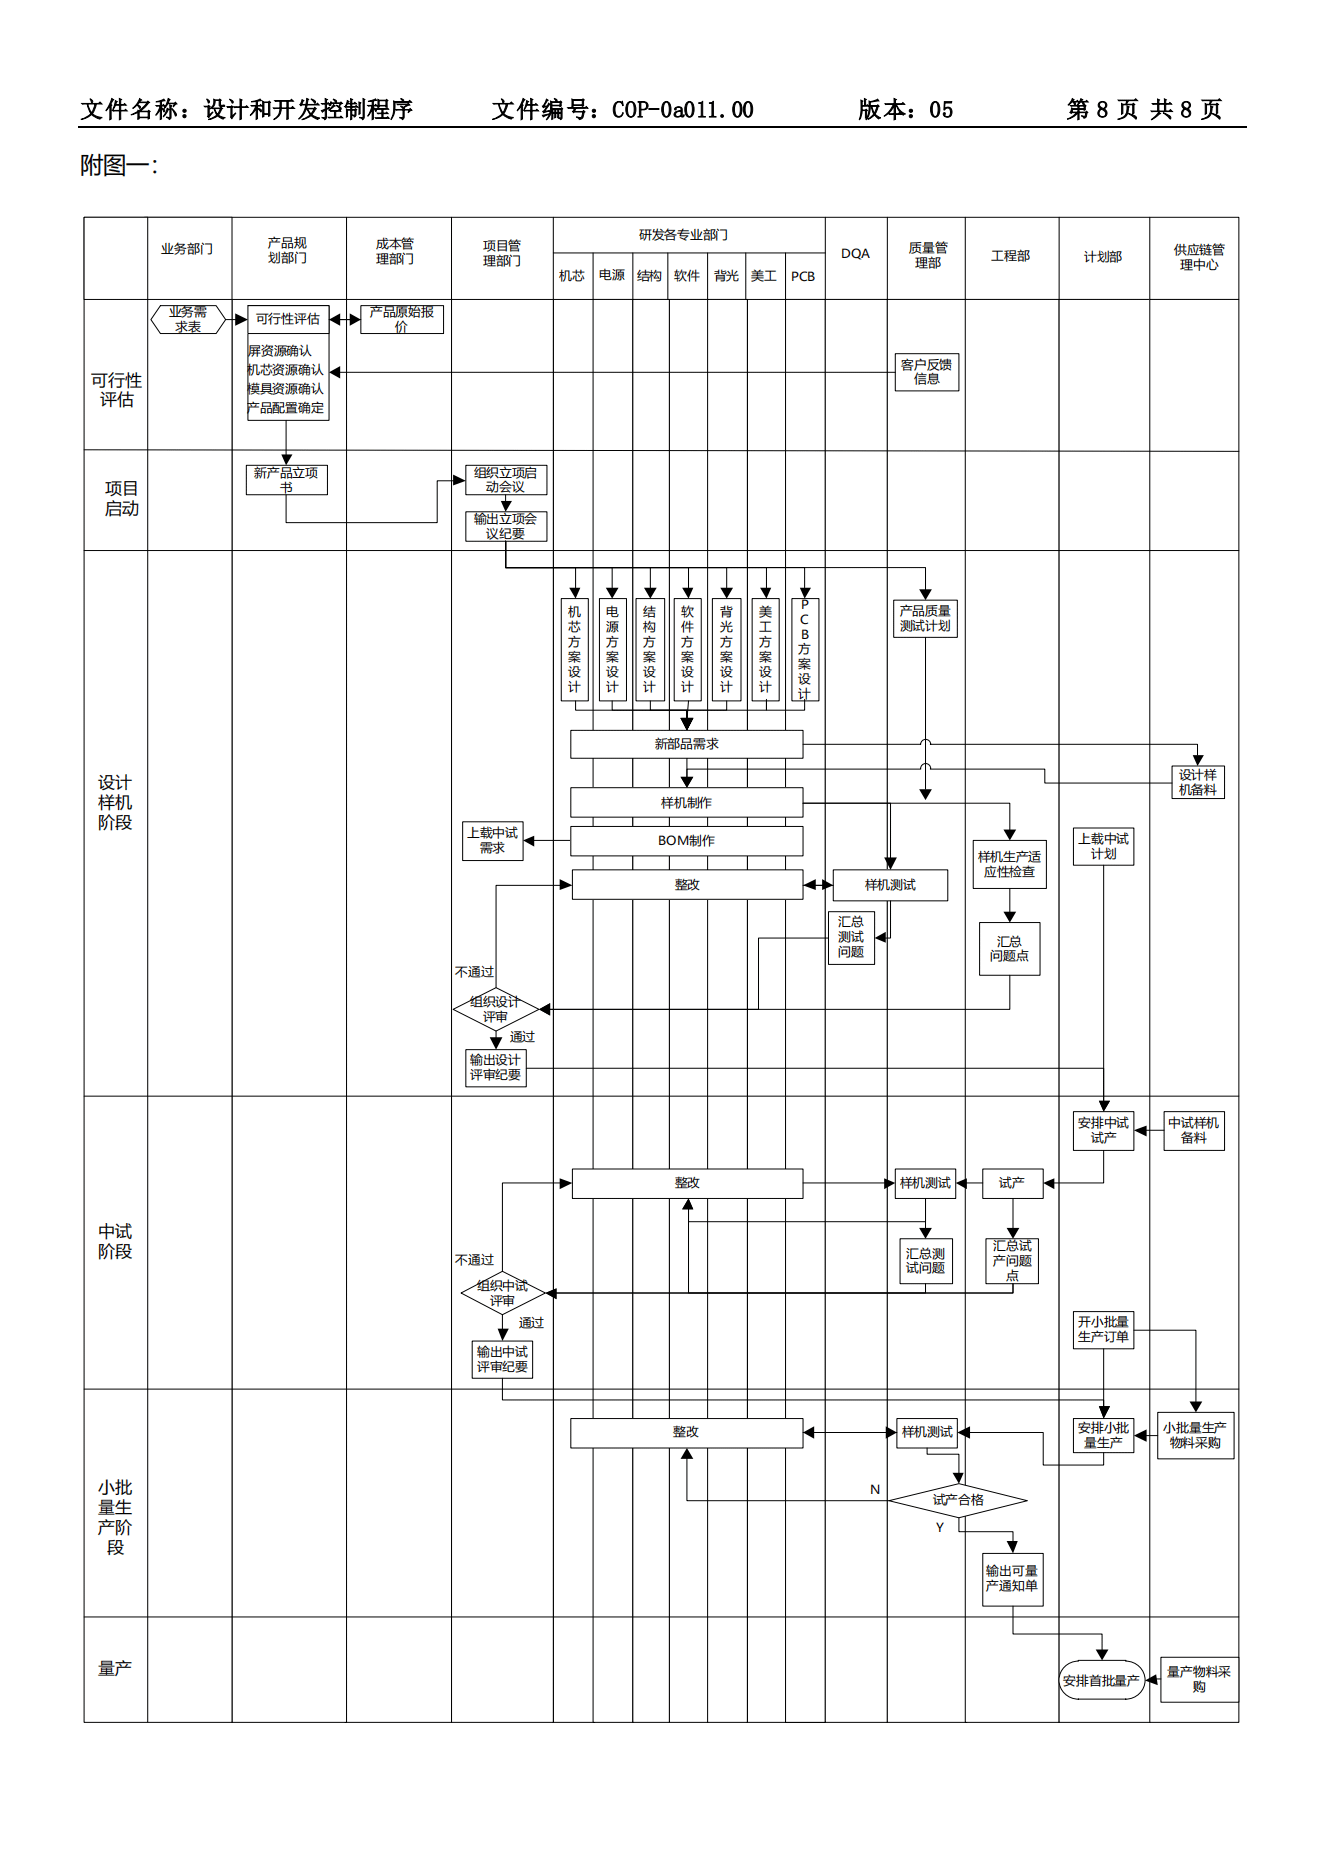 文件名称：设计和开发控制程序 文件编号：COP-0a011.00 版本：05 第 8 页 共 8 页
附图一：
业务部门
产品规
划部门
成本管
理部门
项目管
理部门
研发各专业部门
机芯 电源 结构 软件 背光 美工 PCB
DQA
质量管
理部
工程部
计划部
供应链管
理中心
可行性
评估
业务需
求表
可行性评估
产品原始报
价
屏资源确认
机芯资源确认
模具资源确认
产品配置确定
客户反馈
信息
项目
启动
新产品立项
书
组织立项启
动会议
输出立项会
议纪要
设计
样机
阶段
机芯方案设计
电源方案设计
结构方案设计
软件方案设计
背光方案设计
美工方案设计
PCB方案设计
产品质量
测试计划
新部品需求
设计样
机备料
样机制作
上载中试
需求
BOM制作
样机生产适
应性检查
上载中试
计划
整改
样机测试
汇总
测试
问题
汇总
问题点
不通过
组织设计
评审
通过
输出设计
评审纪要
中试
阶段
安排中试
试产
中试样机
备料
整改
样机测试
试产
汇总测
试问题
汇总试
产问题
点
不通过
组织中试
评审
通过
输出中试
评审纪要
开小批量
生产订单
小批
量生
产阶
段
整改
样机测试
安排小批
量生产
小批量生产
物料采购
N
试产合格
Y
输出可量
产通知单
量产
安排首批量产
量产物料采
购